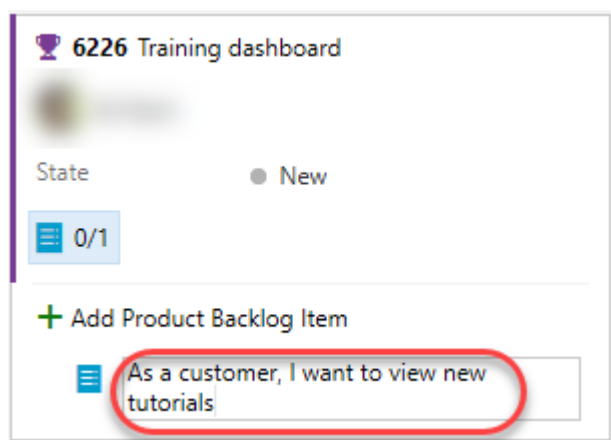 6226 Training dashboard
State New
0/1
Add Product Backlog Item
As a customer, I want to view new
tutorials